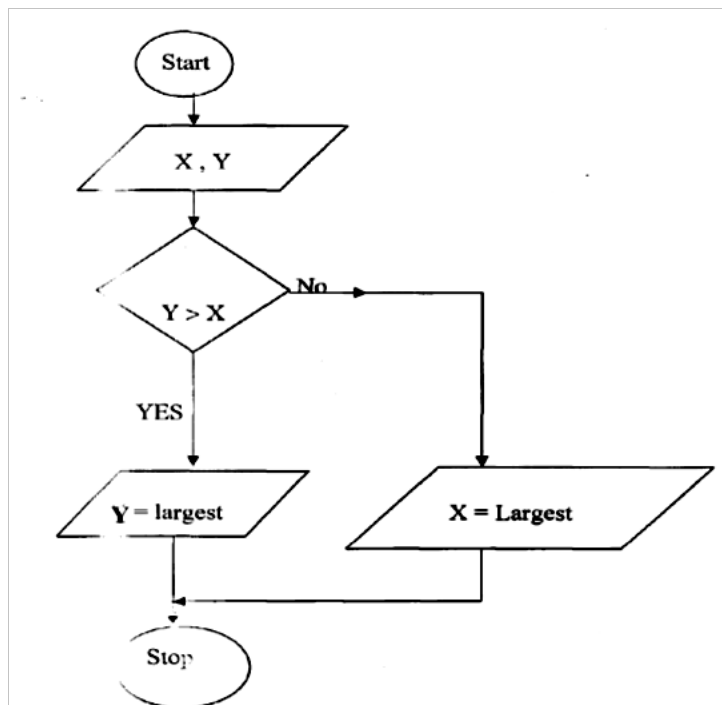 Start
X , Y
No
Y > X
YES
Y = largest
X = Largest
Stop